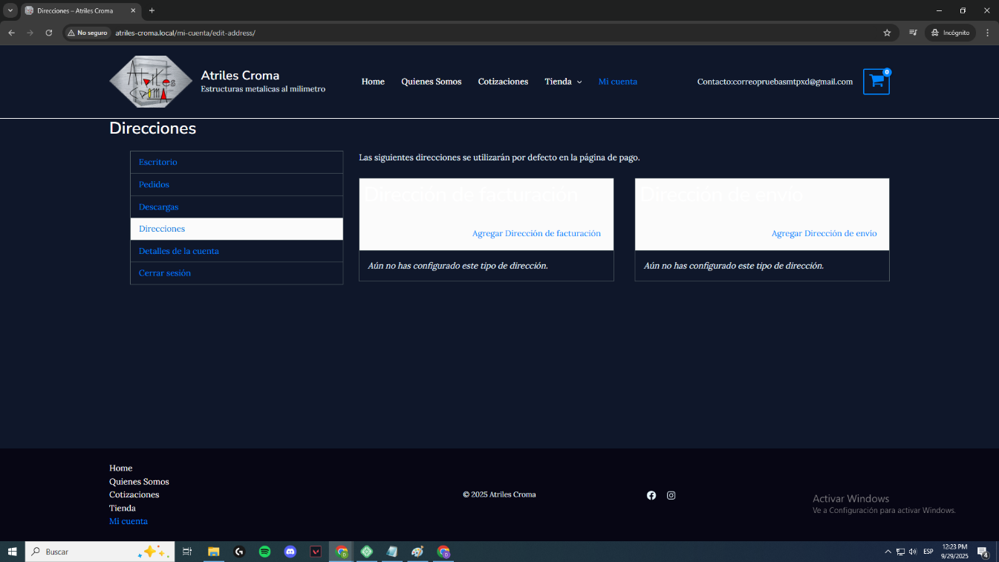 Direcciones – Atriles Croma
No seguro
atriles-croma.local/mi-cuenta/edit-address/
Incógnito
Atriles Croma
Atriles Croma
Estructuras metalicas al milimetro
Home
Quienes Somos
Cotizaciones
Tienda
Mi cuenta
Contacto:correopruebasmtpxd@gmail.com
0
Direcciones
Escritorio
Pedidos
Descargas
Direcciones
Detalles de la cuenta
Cerrar sesión
Las siguientes direcciones se utilizarán por defecto en la página de pago.
Dirección de facturación
Agregar Dirección de facturación
Aún no has configurado este tipo de dirección.
Dirección de envío
Agregar Dirección de envío
Aún no has configurado este tipo de dirección.
Home
Quienes Somos
Cotizaciones
Tienda
Mi cuenta
© 2025 Atriles Croma
Activar Windows
Ve a Configuración para activar Windows.
Buscar
ESP
12:23 PM
9/29/2025
4